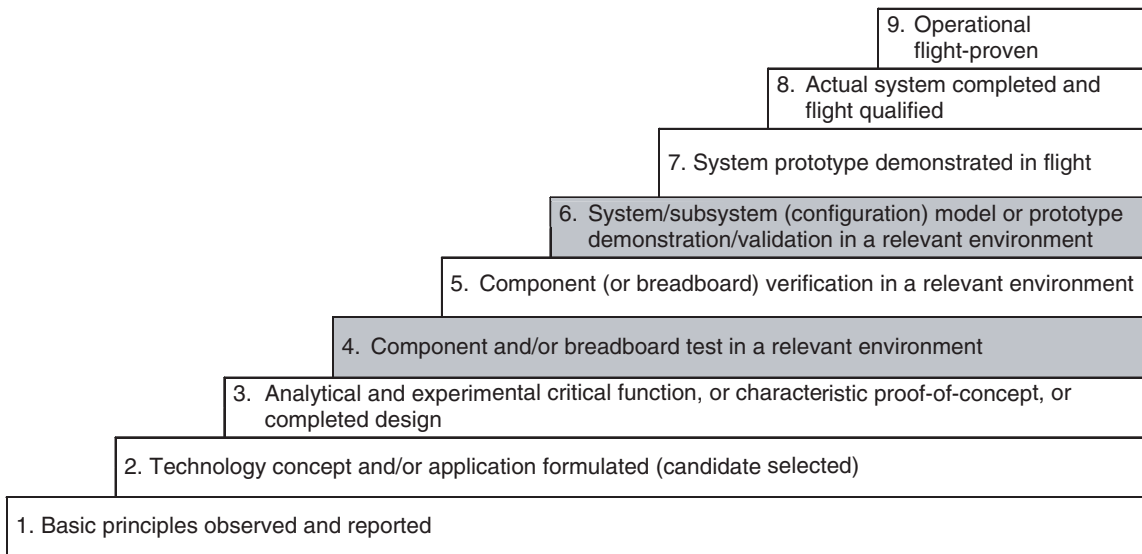 9. Operational
flight-proven
8. Actual system completed and
flight qualified
7. System prototype demonstrated in flight
6. System/subsystem (configuration) model or prototype
demonstration/validation in a relevant environment
5. Component (or breadboard) verification in a relevant environment
4. Component and/or breadboard test in a relevant environment
3. Analytical and experimental critical function, or characteristic proof-of-concept, or
completed design
2. Technology concept and/or application formulated (candidate selected)
1. Basic principles observed and reported